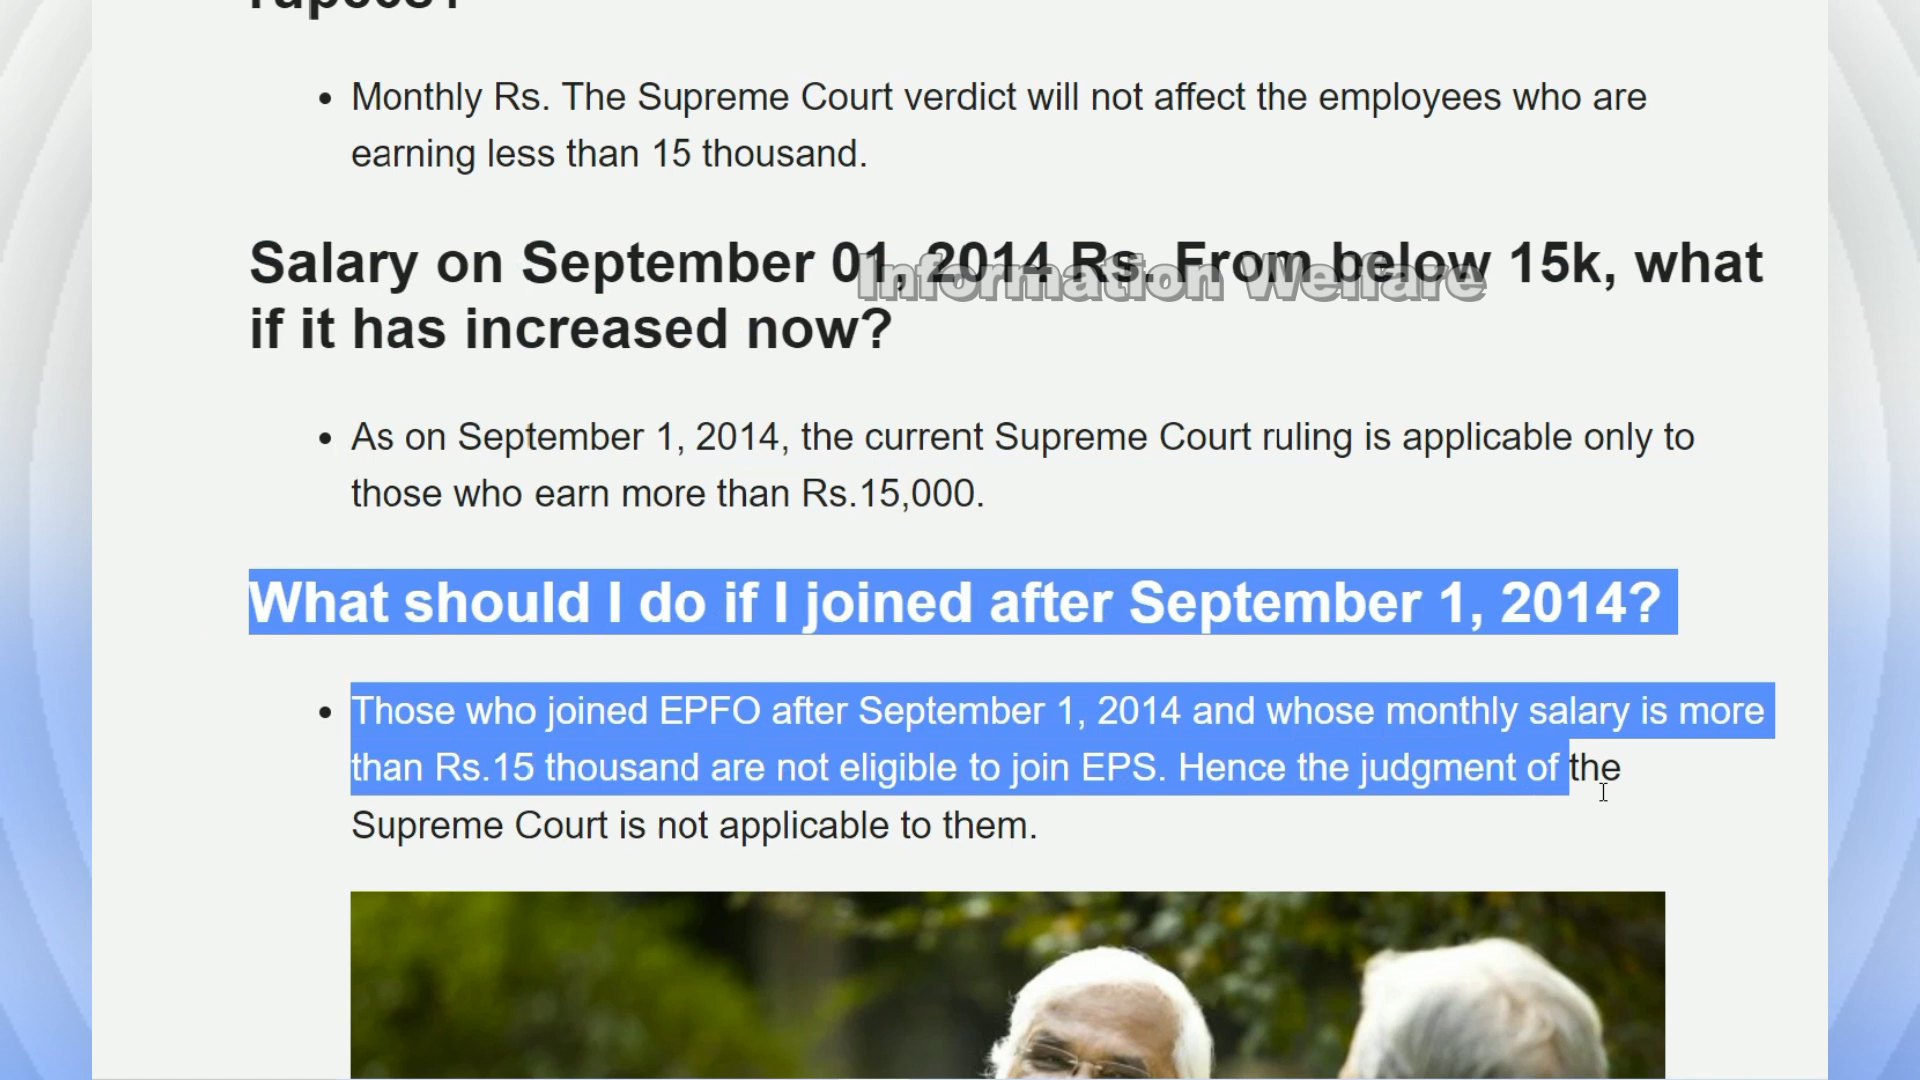 Monthly Rs. The Supreme Court verdict will not affect the employees who are
earning less than 15 thousand.
Salary on September 01, 2014 Rs. From below 15k, what
if it has increased now?
Information Welfare
As on September 1, 2014, the current Supreme Court ruling is applicable only to
those who earn more than Rs.15,000.
What should I do if I joined after September 1, 2014?
Those who joined EPFO after September 1, 2014 and whose monthly salary is more
than Rs.15 thousand are not eligible to join EPS. Hence the judgment of the
Supreme Court is not applicable to them.